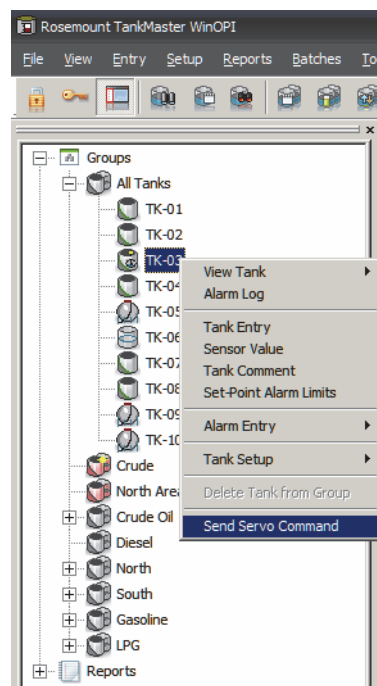 Rosemount TankMaster WinOPI
File View Entry Setup Reports Batches
Groups
All Tanks
TK-01
TK-02
TK-03
TK-04
TK-05
TK-06
TK-07
TK-08
TK-09
TK-10
Crude
North Area
Crude Oil
Diesel
North
South
Gasoline
LPG
Reports
View Tank
Alarm Log
Tank Entry
Sensor Value
Tank Comment
Set-Point Alarm Limits
Alarm Entry
Tank Setup
Delete Tank from Group
Send Servo Command